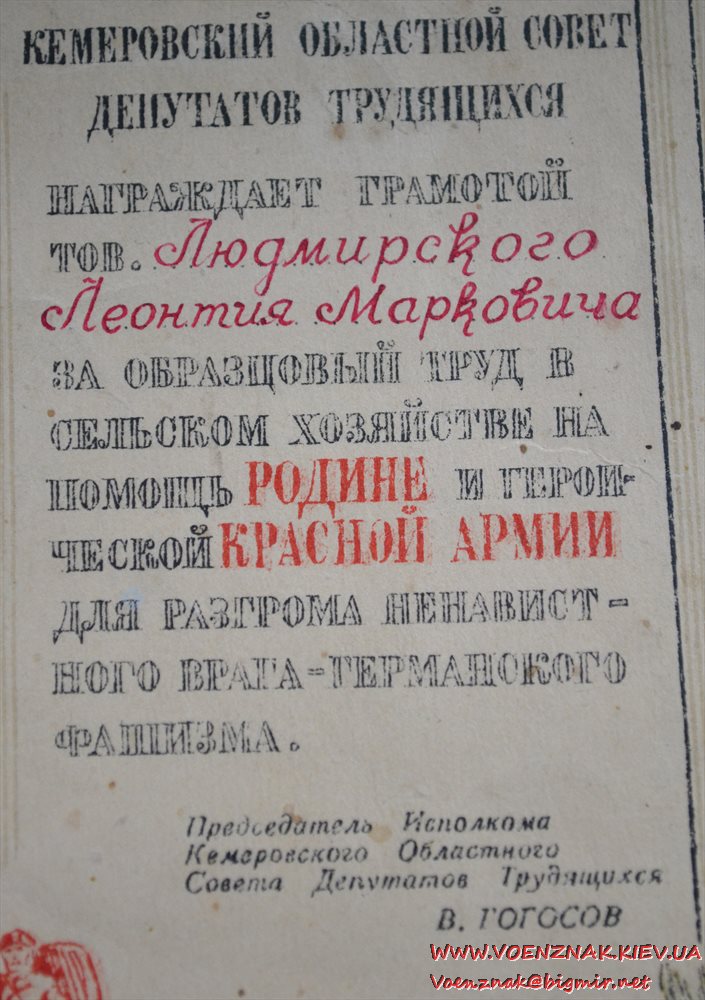 КЕМЕРОВСКИЙ ОБЛАСТНОЙ СОВЕТ
ДЕПУТАТОВ ТРУДЯЩИХСЯ
НАГРАЖДАЕТ ГРАМОТОЙ
ТОВ. Людмирского
Леонтия Марковича
ЗА ОБРАЗЦОВЫЙ ТРУД В
СЕЛЬСКОМ ХОЗЯЙСТВЕ НА
ПОМОЩЬ РОДИНЕ И ГЕРОИ-
ЧЕСКОЙ КРАСНОЙ АРМИИ
ДЛЯ РАЗГРОМА НЕНАВИСТ-
НОГО ВРАГА-ГЕРМАНСКОГО
ФАШИЗМА.
Председатель Исполкома
Кемеровского Областного
Совета Депутатов Трудящихся
В. ГОГОСОВ
WWW.VOENZNAK.KIEV.UA
Voenznak@bigmir.net